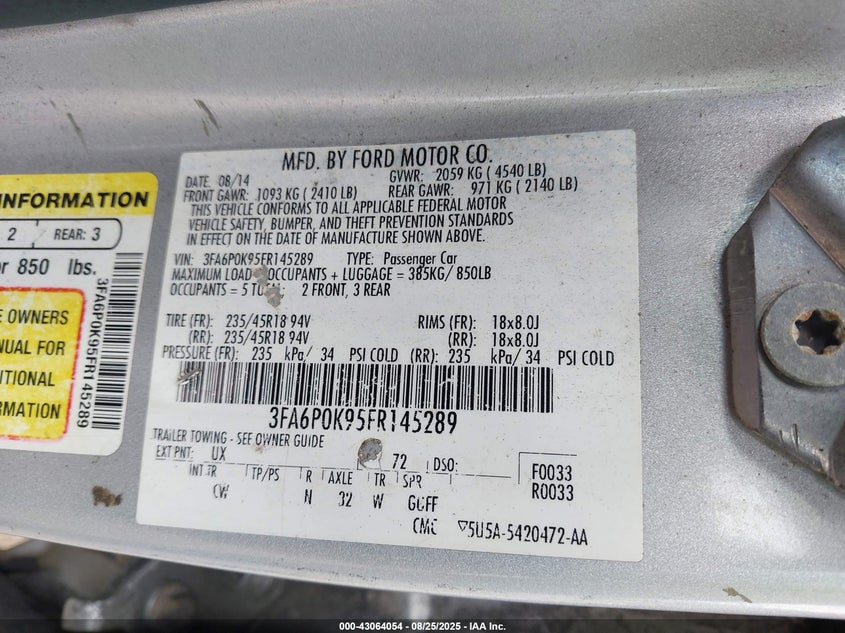 INFORMATION
2 REAR: 3
850 lbs.
OWNERS
FOR
INFORMATION
3FA6P0K95FR145289
MFD. BY FORD MOTOR CO.
DATE: 08/14 GVWR: 2059 KG ( 4540 LB)
FRONT GAWR: 1093 KG ( 2410 LB) REAR GAWR: 971 KG ( 2140 LB)
THIS VEHICLE CONFORMS TO ALL APPLICABLE FEDERAL MOTOR
VEHICLE SAFETY, BUMPER, AND THEFT PREVENTION STANDARDS
IN EFFECT ON THE DATE OF MANUFACTURE SHOWN ABOVE.
VIN: 3FA6P0K95FR145289 TYPE: Passenger Car
MAXIMUM LOAD OCCUPANTS + LUGGAGE = 385KG/ 850LB
OCCUPANTS = 5 2 FRONT, 3 REAR
TIRE (FR): 235/45R18 94V RIMS (FR): 18x8.0J
(RR): 235/45R18 94V (RR): 18x8.0J
PRESSURE (FR): 235 kPa/ 34 PSI COLD (RR): 235 kPa/ 34 PSI COLD
3FA6P0K95FR145289
TRAILER TOWING - SEE OWNER GUIDE
EXT PNT: UX 72 DSO: F0033
INT TR TP/PS R AXLE TR SPR R0033
CW N 32 W GUFF
CMC ▽5U5A-5420472-AA
000-43064054 - 08/25/2025 - IAA Inc.